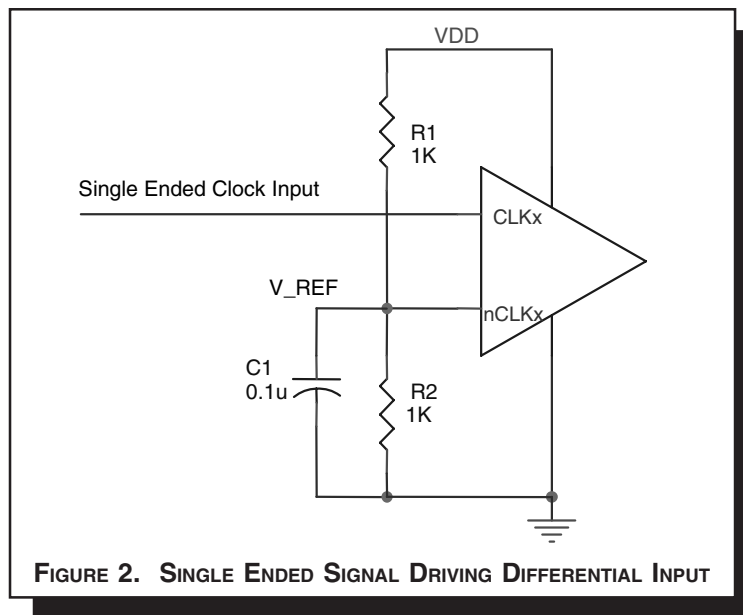 VDD
R1
1K
Single Ended Clock Input
CLKx
V_REF
nCLKx
C1
0.1u
R2
1K
FIGURE 2. SINGLE ENDED SIGNAL DRIVING DIFFERENTIAL INPUT